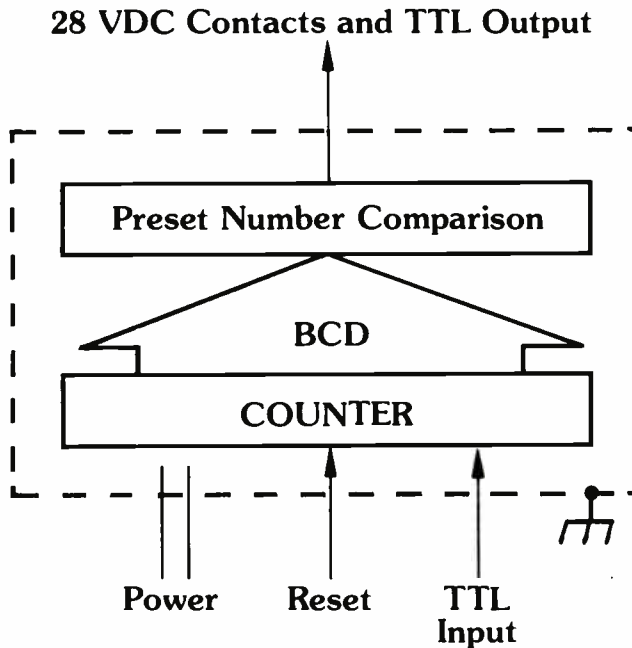 28 VDC Contacts and TTL Output
Preset Number Comparison
BCD
COUNTER
Power Reset TTL
Input